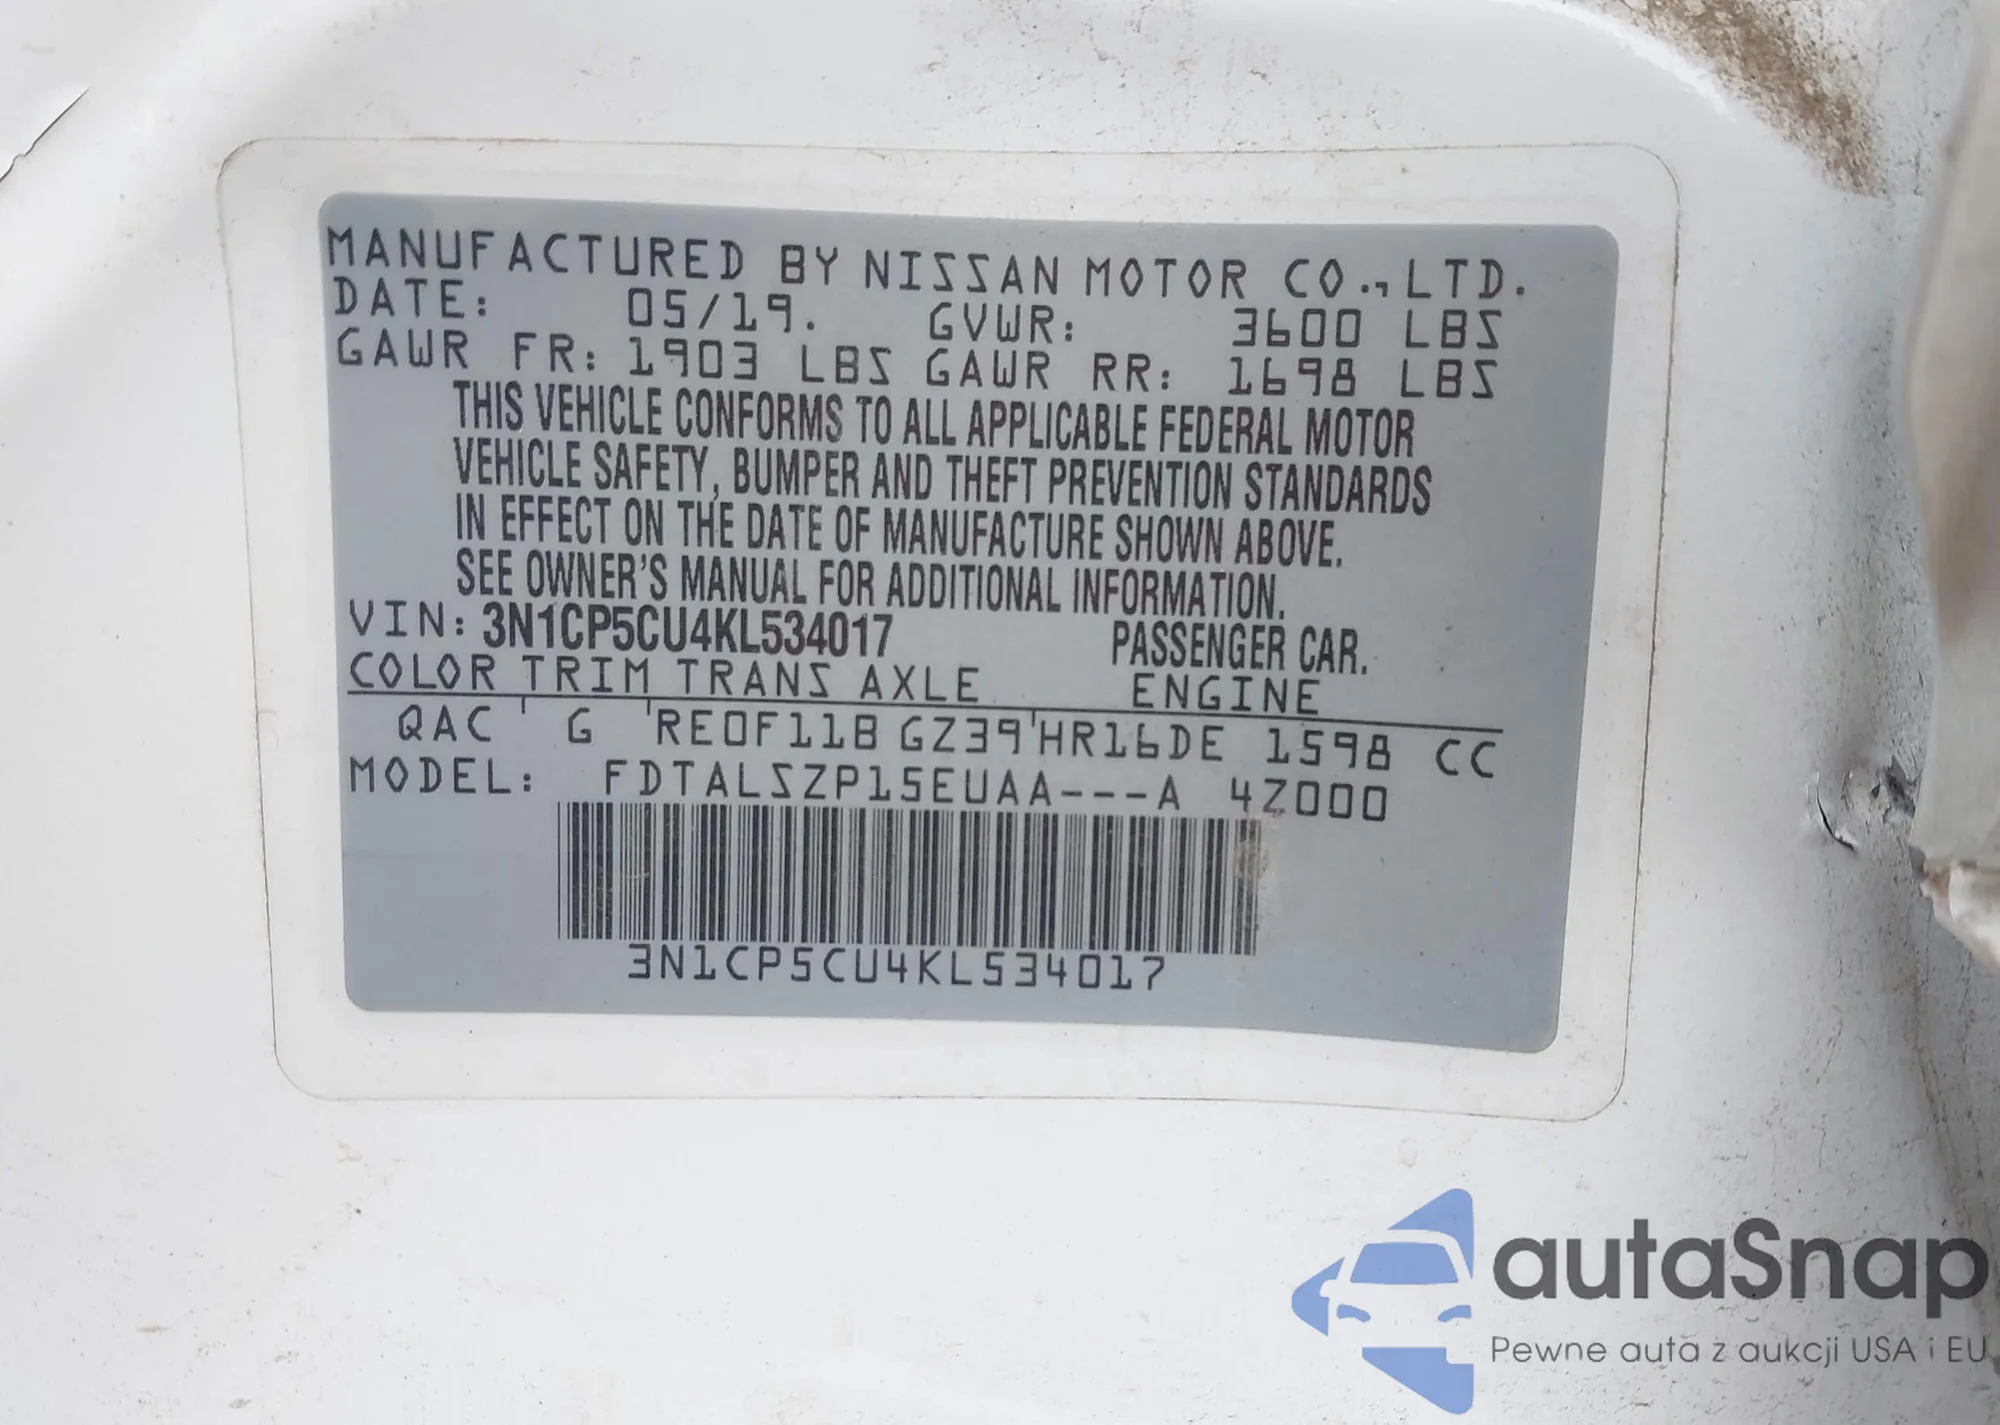 MANUFACTURED BY NISSAN MOTOR CO.,LTD.
DATE: 05/19. GVWR: 3600 LBS
GAWR FR: 1903 LBS GAWR RR: 1698 LBS
THIS VEHICLE CONFORMS TO ALL APPLICABLE FEDERAL MOTOR
VEHICLE SAFETY, BUMPER AND THEFT PREVENTION STANDARDS
IN EFFECT ON THE DATE OF MANUFACTURE SHOWN ABOVE.
SEE OWNER'S MANUAL FOR ADDITIONAL INFORMATION.
VIN: 3N1CP5CU4KL534017 PASSENGER CAR.
COLOR TRIM TRANS AXLE ENGINE
QAC ' G 'RE0F11B GZ39'HR16DE 1598 CC
MODEL: FDTALSZP15EUAA---A 4Z000
3N1CP5CU4KL534017
autaSnap
Pewne auta z aukcji USA i EU